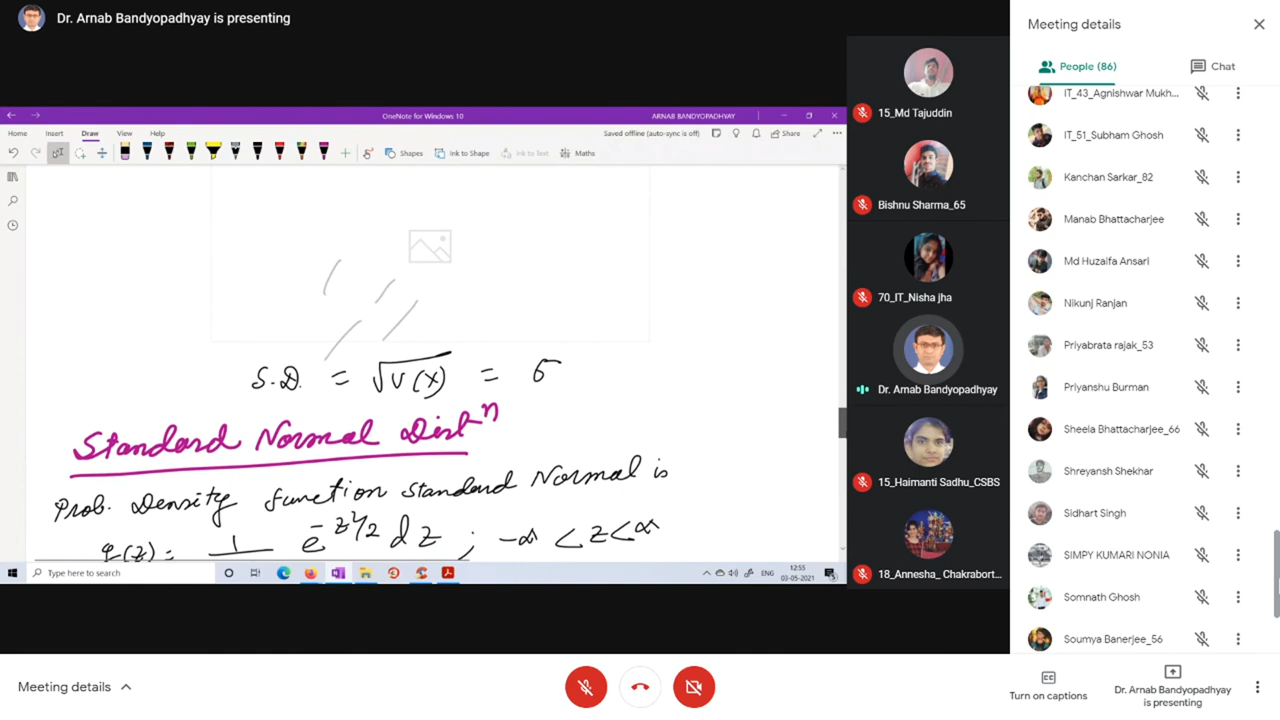 Dr. Arnab Bandyopadhyay is presenting
OneNote for Windows 10
ARNAB BANDYOPADHYAY
Home Insert Draw View Help
Saved offline (auto-sync is off)
Share
Shapes
Ink to Shape
Ink to Text
Maths
S.D. = √V(X) = σ
Standard Normal Distⁿ
Prob. Density function standard Normal is
φ(z) = 1 e^-z²/2 dz ; -∞ < z < ∞
Type here to search
ENG
12:55
03-05-2021
15_Md Tajuddin
Bishnu Sharma_65
70_IT_Nisha jha
Dr. Arnab Bandyopadhyay
15_Haimanti Sadhu_CSBS
18_Annesha_ Chakrabort...
Meeting details
People (86)
Chat
IT_43_Agnishwar Mukh...
IT_51_Subham Ghosh
Kanchan Sarkar_82
Manab Bhattacharjee
Md Huzaifa Ansari
Nikunj Ranjan
Priyabrata rajak_53
Priyanshu Burman
Sheela Bhattacharjee_66
Shreyansh Shekhar
Sidhart Singh
SIMPY KUMARI NONIA
Somnath Ghosh
Soumya Banerjee_56
Meeting details
Turn on captions
Dr. Arnab Bandyopadhyay
is presenting